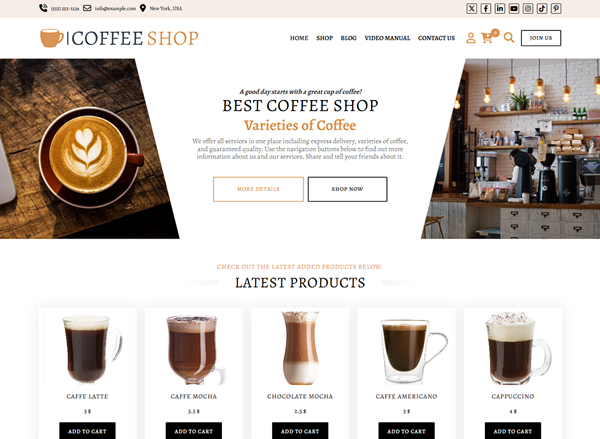 (555) 555-1234 info@example.com New York, USA
COFFEE SHOP
HOME SHOP BLOG VIDEO MANUAL CONTACT US 0 JOIN US
A good day starts with a great cup of coffee!
BEST COFFEE SHOP
Varieties of Coffee
We offer all services in one place including express delivery, varieties of coffee,
and guaranteed quality. Use the navigation buttons below to find out more
information about us and our services. Share and tell your friends about it.
MORE DETAILS SHOP NOW
CHECK OUT THE LATEST ADDED PRODUCTS BELOW.
LATEST PRODUCTS
CAFFE LATTE CAFFE MOCHA CHOCOLATE MOCHA CAFFE AMERICANO CAPPUCCINO
3 $ 3.5 $ 2.5 $ 3 $ 4 $
ADD TO CART ADD TO CART ADD TO CART ADD TO CART ADD TO CART